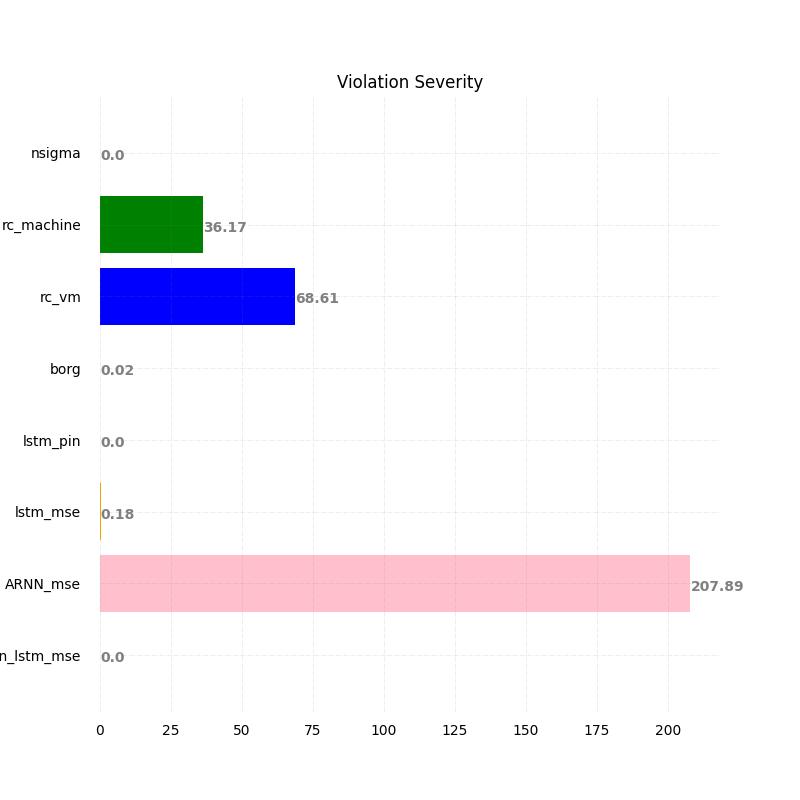 Violation Severity
nsigma 0.0
rc_machine 36.17
rc_vm 68.61
borg 0.02
lstm_pin 0.0
lstm_mse 0.18
ARNN_mse 207.89
n_lstm_mse 0.0
0 25 50 75 100 125 150 175 200